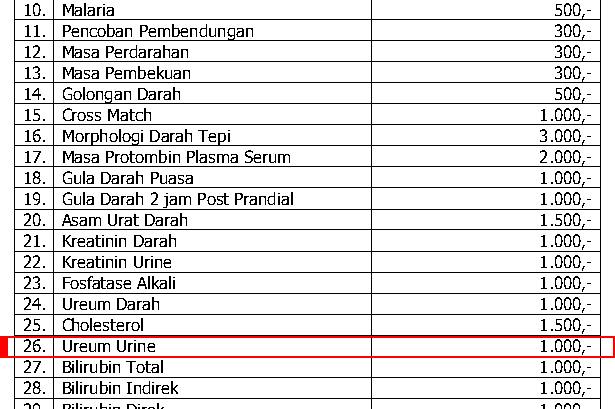 10. Malaria 500,-
11. Pencoban Pembendungan 300,-
12. Masa Perdarahan 300,-
13. Masa Pembekuan 300,-
14. Golongan Darah 500,-
15. Cross Match 1.000,-
16. Morphologi Darah Tepi 3.000,-
17. Masa Protombin Plasma Serum 2.000,-
18. Gula Darah Puasa 1.000,-
19. Gula Darah 2 jam Post Prandial 1.000,-
20. Asam Urat Darah 1.500,-
21. Kreatinin Darah 1.000,-
22. Kreatinin Urine 1.000,-
23. Fosfatase Alkali 1.000,-
24. Ureum Darah 1.000,-
25. Cholesterol 1.500,-
26. Ureum Urine 1.000,-
27. Bilirubin Total 1.000,-
28. Bilirubin Indirek 1.000,-
29. Bilirubin Direk 1.000,-